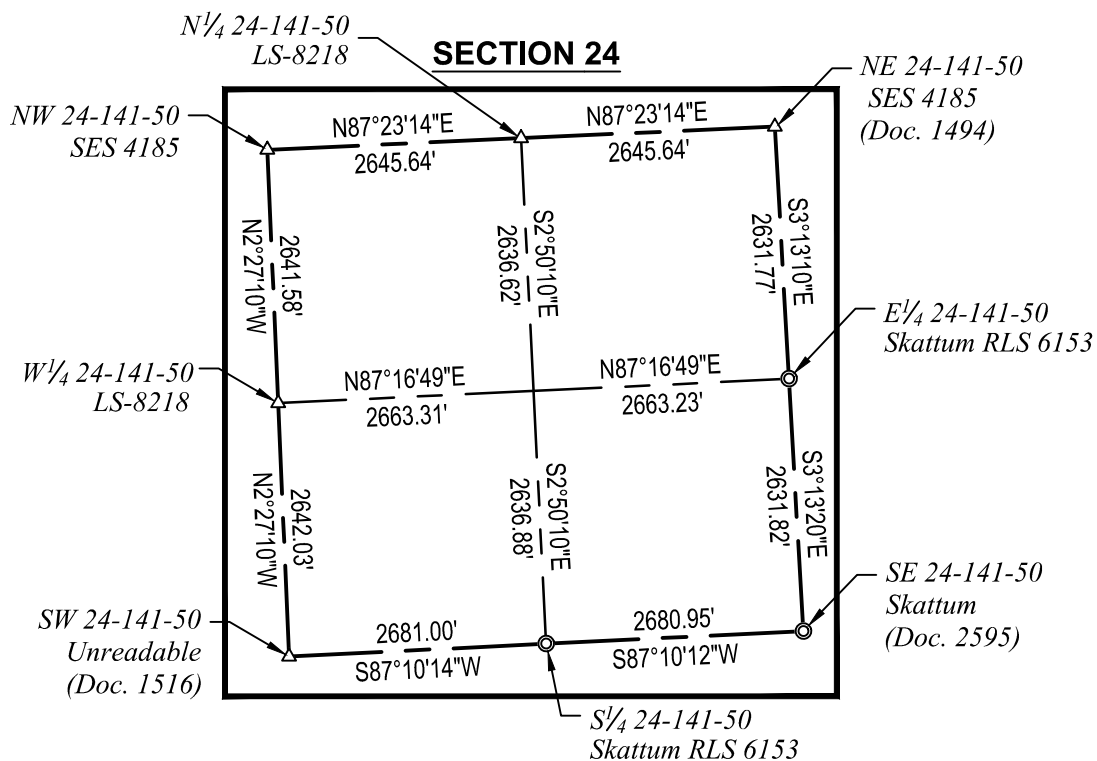 N1/4 24-141-50
LS-8218
SECTION 24
NE 24-141-50
SES 4185
(Doc. 1494)
NW 24-141-50
SES 4185
N87°23'14"E
2645.64'
N87°23'14"E
2645.64'
2641.58'
N2°27'10"W
S2°50'10"E
2636.62'
S3°13'10"E
2631.77'
E1/4 24-141-50
Skattum RLS 6153
W1/4 24-141-50
LS-8218
N87°16'49"E
2663.31'
N87°16'49"E
2663.23'
2642.03'
N2°27'10"W
S2°50'10"E
2636.88'
S3°13'20"E
2631.82'
SE 24-141-50
Skattum
(Doc. 2595)
SW 24-141-50
Unreadable
(Doc. 1516)
2681.00'
S87°10'14"W
2680.95'
S87°10'12"W
S1/4 24-141-50
Skattum RLS 6153